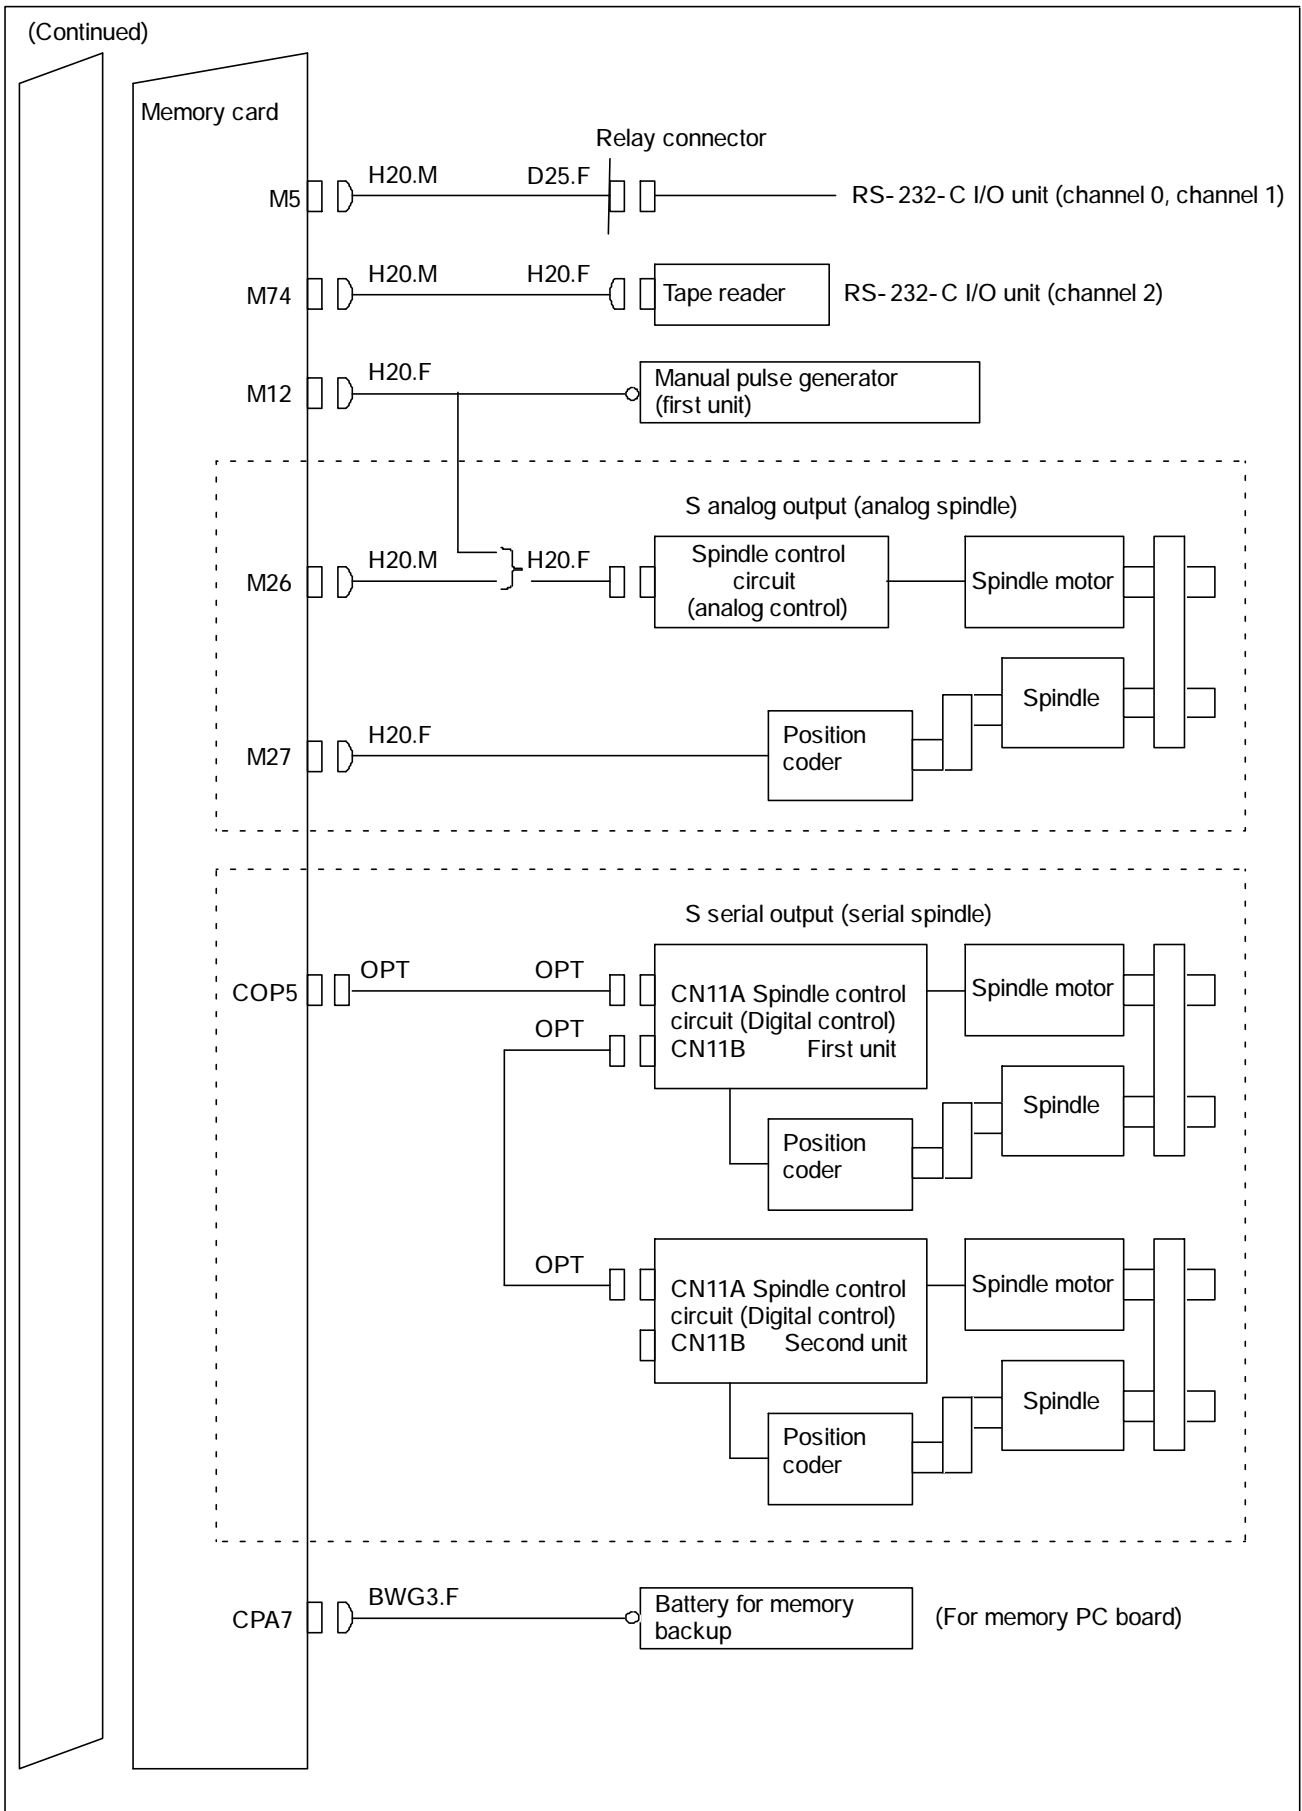 (Continued)
Memory card
Relay connector
M5
H20.M
D25.F
RS-232-C I/O unit (channel 0, channel 1)
M74
H20.M
H20.F
Tape reader
RS-232-C I/O unit (channel 2)
M12
H20.F
Manual pulse generator
(first unit)
S analog output (analog spindle)
M26
H20.M
H20.F
Spindle control
circuit
(analog control)
Spindle motor
Spindle
M27
H20.F
Position
coder
S serial output (serial spindle)
COP5
OPT
OPT
CN11A Spindle control
circuit (Digital control)
CN11B First unit
Spindle motor
OPT
Spindle
Position
coder
OPT
CN11A Spindle control
circuit (Digital control)
CN11B Second unit
Spindle motor
Spindle
Position
coder
CPA7
BWG3.F
Battery for memory
backup
(For memory PC board)